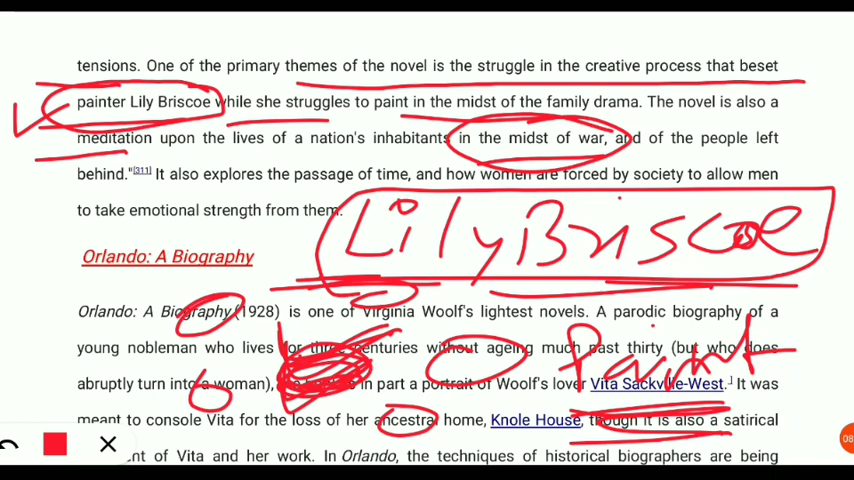 tensions. One of the primary themes of the novel is the struggle in the creative process that beset
painter Lily Briscoe while she struggles to paint in the midst of the family drama. The novel is also a
meditation upon the lives of a nation's inhabitants in the midst of war, and of the people left
behind."[311] It also explores the passage of time, and how women are forced by society to allow men
to take emotional strength from them.
Lily Briscoe
Orlando: A Biography
Orlando: A Biography (1928) is one of Virginia Woolf's lightest novels. A parodic biography of a
young nobleman who lives for three centuries without ageing much past thirty (but who does
abruptly turn into a woman), in part a portrait of Woolf's lover Vita Sackville-West. It was
meant to console Vita for the loss of her ancestral home, Knole House, though it is also a satirical
of Vita and her work. In Orlando, the techniques of historical biographers are being
08